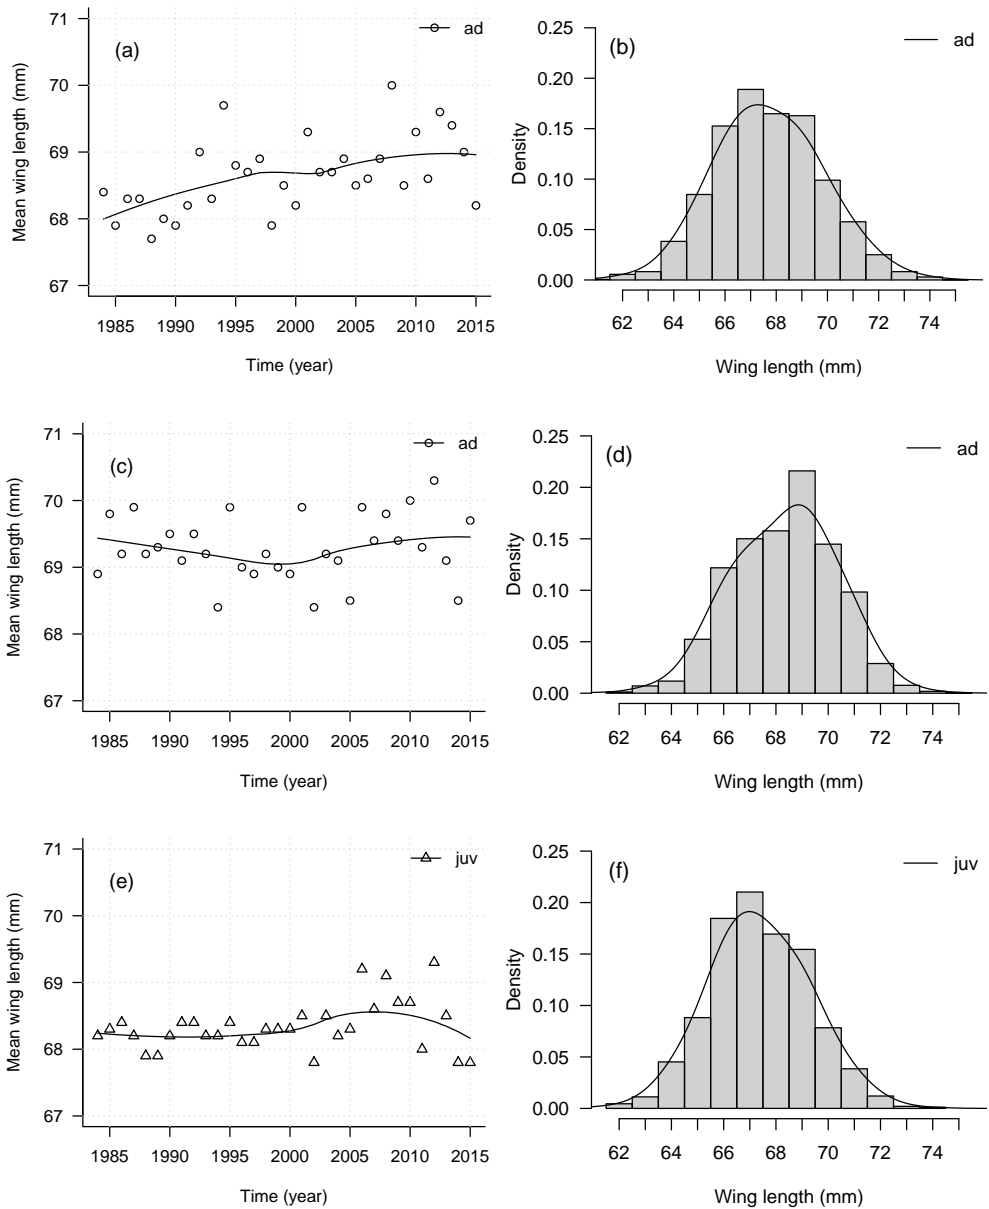 (a)
ad
Mean wing length (mm)
71
70
69
68
67
1985 1990 1995 2000 2005 2010 2015
Time (year)
(b)
ad
Density
0.25
0.20
0.15
0.10
0.05
0.00
62 64 66 68 70 72 74
Wing length (mm)
(c)
ad
Mean wing length (mm)
71
70
69
68
67
1985 1990 1995 2000 2005 2010 2015
Time (year)
(d)
ad
Density
0.25
0.20
0.15
0.10
0.05
0.00
62 64 66 68 70 72 74
Wing length (mm)
(e)
juv
Mean wing length (mm)
71
70
69
68
67
1985 1990 1995 2000 2005 2010 2015
Time (year)
(f)
juv
Density
0.25
0.20
0.15
0.10
0.05
0.00
62 64 66 68 70 72 74
Wing length (mm)